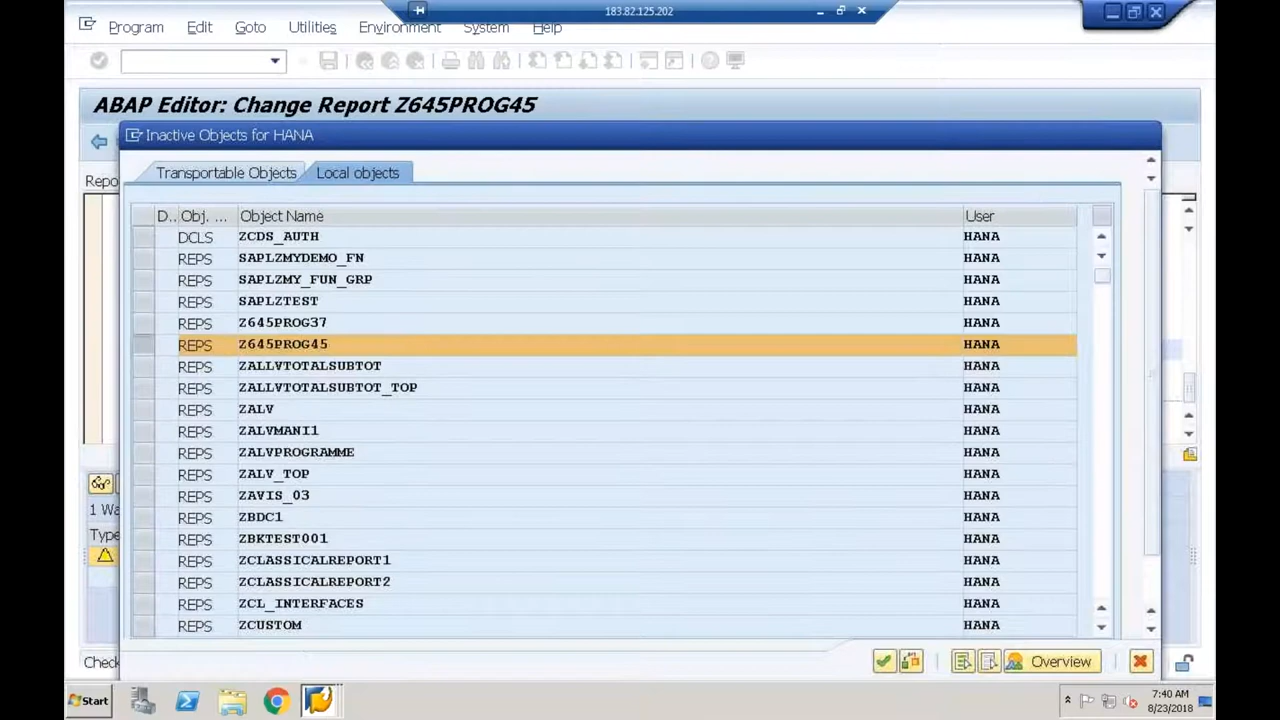 183.82.125.202
Program Edit Goto Utilities Environment System Help
ABAP Editor: Change Report Z645PROG45
Inactive Objects for HANA
Transportable Objects Local objects
Repo
D.. Obj. ... Object Name User
DCLS ZCDS_AUTH HANA
REPS SAPLZMYDEMO_FN HANA
REPS SAPLZMY_FUN_GRP HANA
REPS SAPLZTEST HANA
REPS Z645PROG37 HANA
REPS Z645PROG45 HANA
REPS ZALLVTOTALSUBTOT HANA
REPS ZALLVTOTALSUBTOT_TOP HANA
REPS ZALV HANA
REPS ZALVMANI1 HANA
REPS ZALVPROGRAMME HANA
REPS ZALV_TOP HANA
REPS ZAVIS_03 HANA
1 Wa
REPS ZBDC1 HANA
Type
REPS ZBKTEST001 HANA
REPS ZCLASSICALREPORT1 HANA
REPS ZCLASSICALREPORT2 HANA
REPS ZCL_INTERFACES HANA
REPS ZCUSTOM HANA
Check
Overview
Start
7:40 AM
8/23/2018